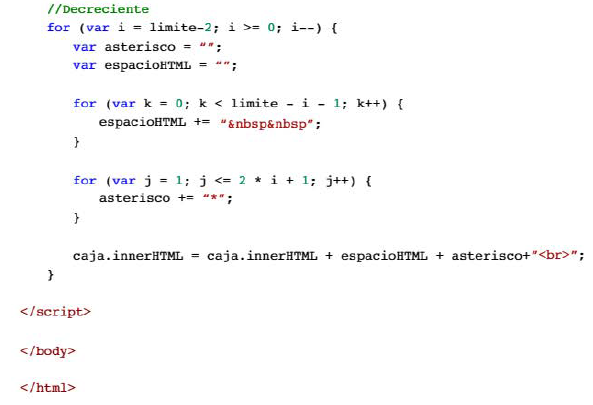 //Decreciente
for (var i = limite-2; i >= 0; i--) {
var asterisco = “”;
var espacioHTML = “”;
for (var k = 0; k < limite - i - 1; k++) {
espacioHTML += “&nbsp&nbsp”;
}
for (var j = 1; j <= 2 * i + 1; j++) {
asterisco += “*”;
}
caja.innerHTML = caja.innerHTML + espacioHTML + asterisco+"<br>”;
}
</script>
</body>
</html>